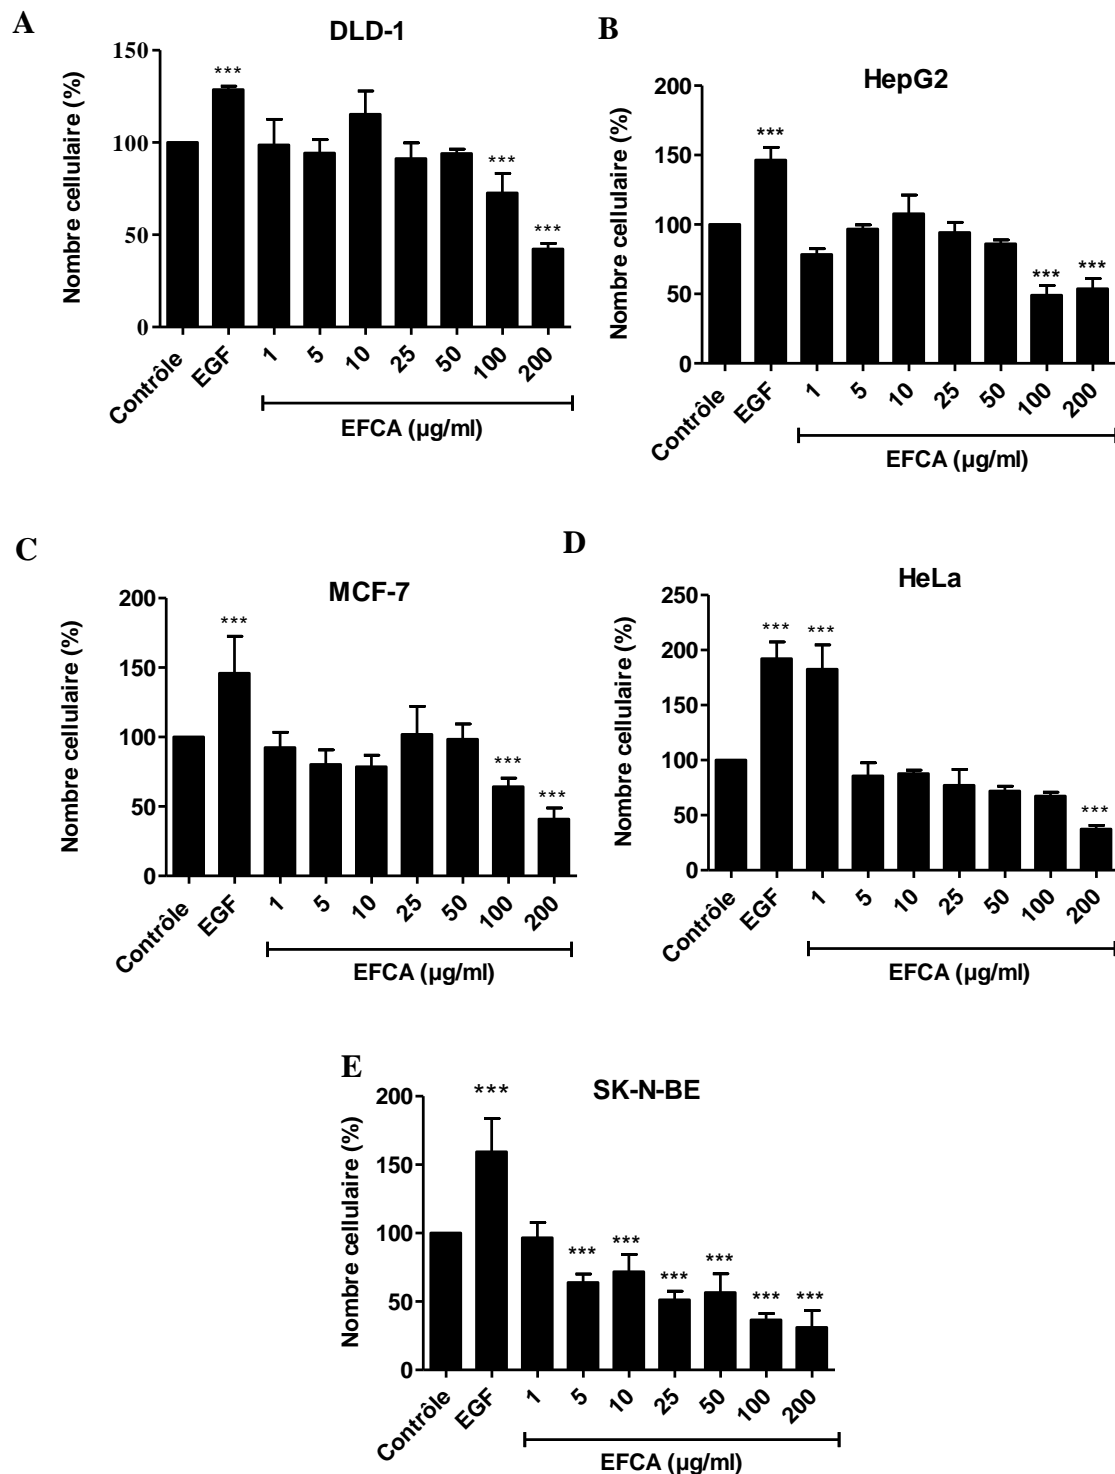 A
DLD-1
Nombre cellulaire (%)
150
100
50
0
***
***
***
Contrôle EGF 1 5 10 25 50 100 200
EFCA (µg/ml)
B
HepG2
Nombre cellulaire (%)
200
150
100
50
0
***
***
***
Contrôle EGF 1 5 10 25 50 100 200
EFCA (µg/ml)
C
MCF-7
Nombre cellulaire (%)
200
150
100
50
0
***
***
***
Contrôle EGF 1 5 10 25 50 100 200
EFCA (µg/ml)
D
HeLa
Nombre cellulaire (%)
250
200
150
100
50
0
*** ***
***
Contrôle EGF 1 5 10 25 50 100 200
EFCA (µg/ml)
E
SK-N-BE
Nombre cellulaire (%)
200
150
100
50
0
***
*** *** *** *** *** ***
Contrôle EGF 1 5 10 25 50 100 200
EFCA (µg/ml)